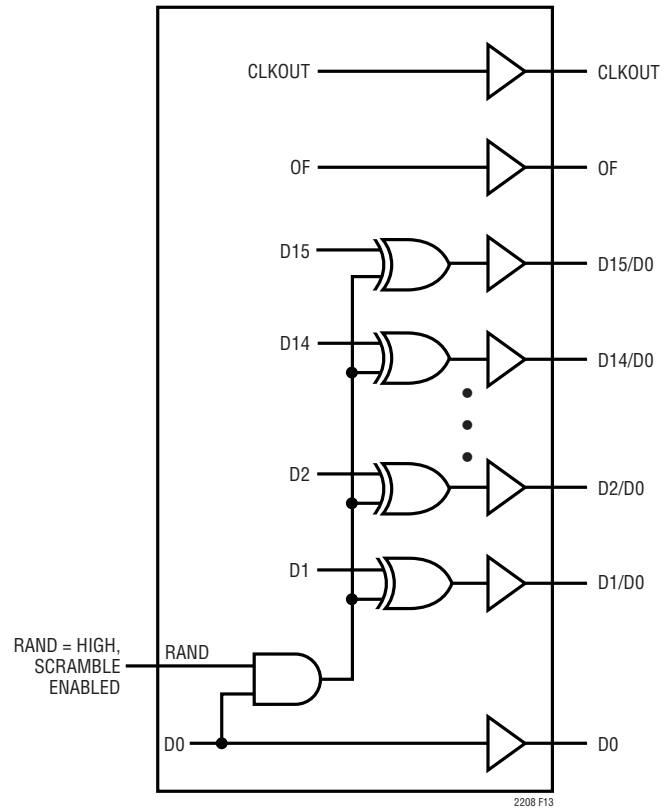 CLKOUT
CLKOUT
OF
OF
D15
D15/D0
D14
D14/D0
D2
D2/D0
D1
D1/D0
RAND = HIGH,
SCRAMBLE
ENABLED
RAND
D0
D0
2208 F13